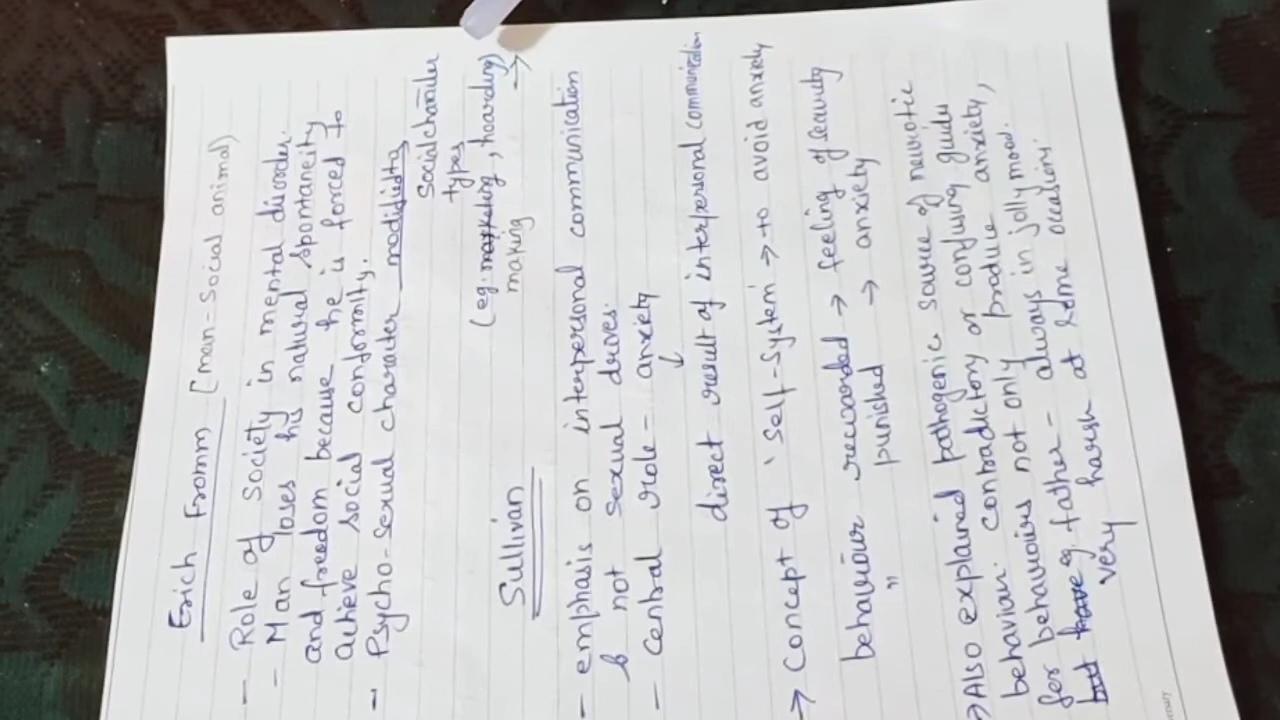 Erich Fromm [man = social animal)
- Role of society in mental disorder.
- Man loses his natural spontaneity
and freedom because he is forced to
achieve social conformity.
- Psycho-sexual character modified to
social character
types
(eg. marketing, hoarding)
making →
Sullivan
- emphasis on interpersonal communication
& not sexual drives.
- central role - anxiety
↓
direct result of interpersonal communication
→ Concept of 'Self-System' → to avoid anxiety
behaviour rewarded → feeling of security
" punished → anxiety
→ Also explained pathogenic source of neurotic
behaviour. contradictory or confusing guide
for behaviours not only produce anxiety,
but have eg. father - always in jolly mood.
very harsh at some occasions.